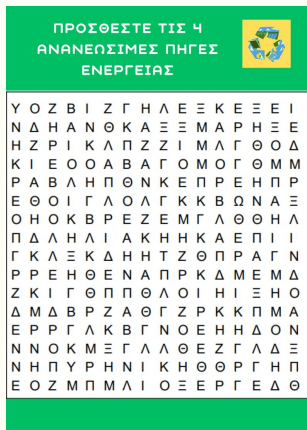 ΠΡΟΣΘΕΣΤΕ ΤΙΣ 4
ΑΝΑΝΕΩΣΙΜΕΣ ΠΗΓΕΣ
ΕΝΕΡΓΕΙΑΣ
Υ Ο Ζ Β Ι Ζ Γ Η Λ Ε Ξ Κ Ε Ξ Ε Ι
Ν Δ Η Α Ν Θ Κ Α Ξ Ξ Μ Α Ρ Η Ξ Ε
Η Ζ Ρ Ι Κ Λ Π Ζ Ζ Ι Μ Λ Γ Θ Ο Δ
Κ Ι Ε Ο Ο Α Β Α Γ Ο Μ Ο Γ Θ Μ Μ
Ρ Α Β Λ Η Π Θ Ν Κ Ε Π Ρ Ε Η Π Ρ
Ε Θ Ο Ι Γ Λ Ο Λ Γ Κ Κ Β Ω Ν Α Ξ
Ο Η Ο Κ Β Ρ Ε Ζ Ε Μ Γ Λ Θ Θ Η Λ
Π Δ Λ Η Λ Ι Α Κ Η Η Κ Α Ε Π Ι Ι
Γ Κ Λ Ξ Κ Δ Η Η Τ Ζ Θ Π Ρ Α Γ Ν
Ρ Ρ Ε Η Θ Ε Ν Α Π Ρ Κ Δ Μ Ε Μ Δ
Ζ Κ Ι Γ Θ Π Π Θ Λ Ο Ι Η Ι Ξ Η Ο
Δ Μ Δ Β Ρ Ζ Α Θ Γ Ζ Ρ Κ Κ Π Μ Α
Ε Ρ Ρ Γ Λ Κ Β Γ Ν Ο Ε Η Η Δ Ο Ν
Ν Ν Ο Κ Μ Ξ Γ Λ Λ Θ Ε Ζ Γ Λ Δ Ξ
Ν Η Π Υ Ρ Η Ν Ι Κ Η Θ Θ Ρ Γ Η Π
Ε Ο Ζ Μ Π Μ Λ Ι Ο Ξ Ε Ρ Γ Ε Δ Θ